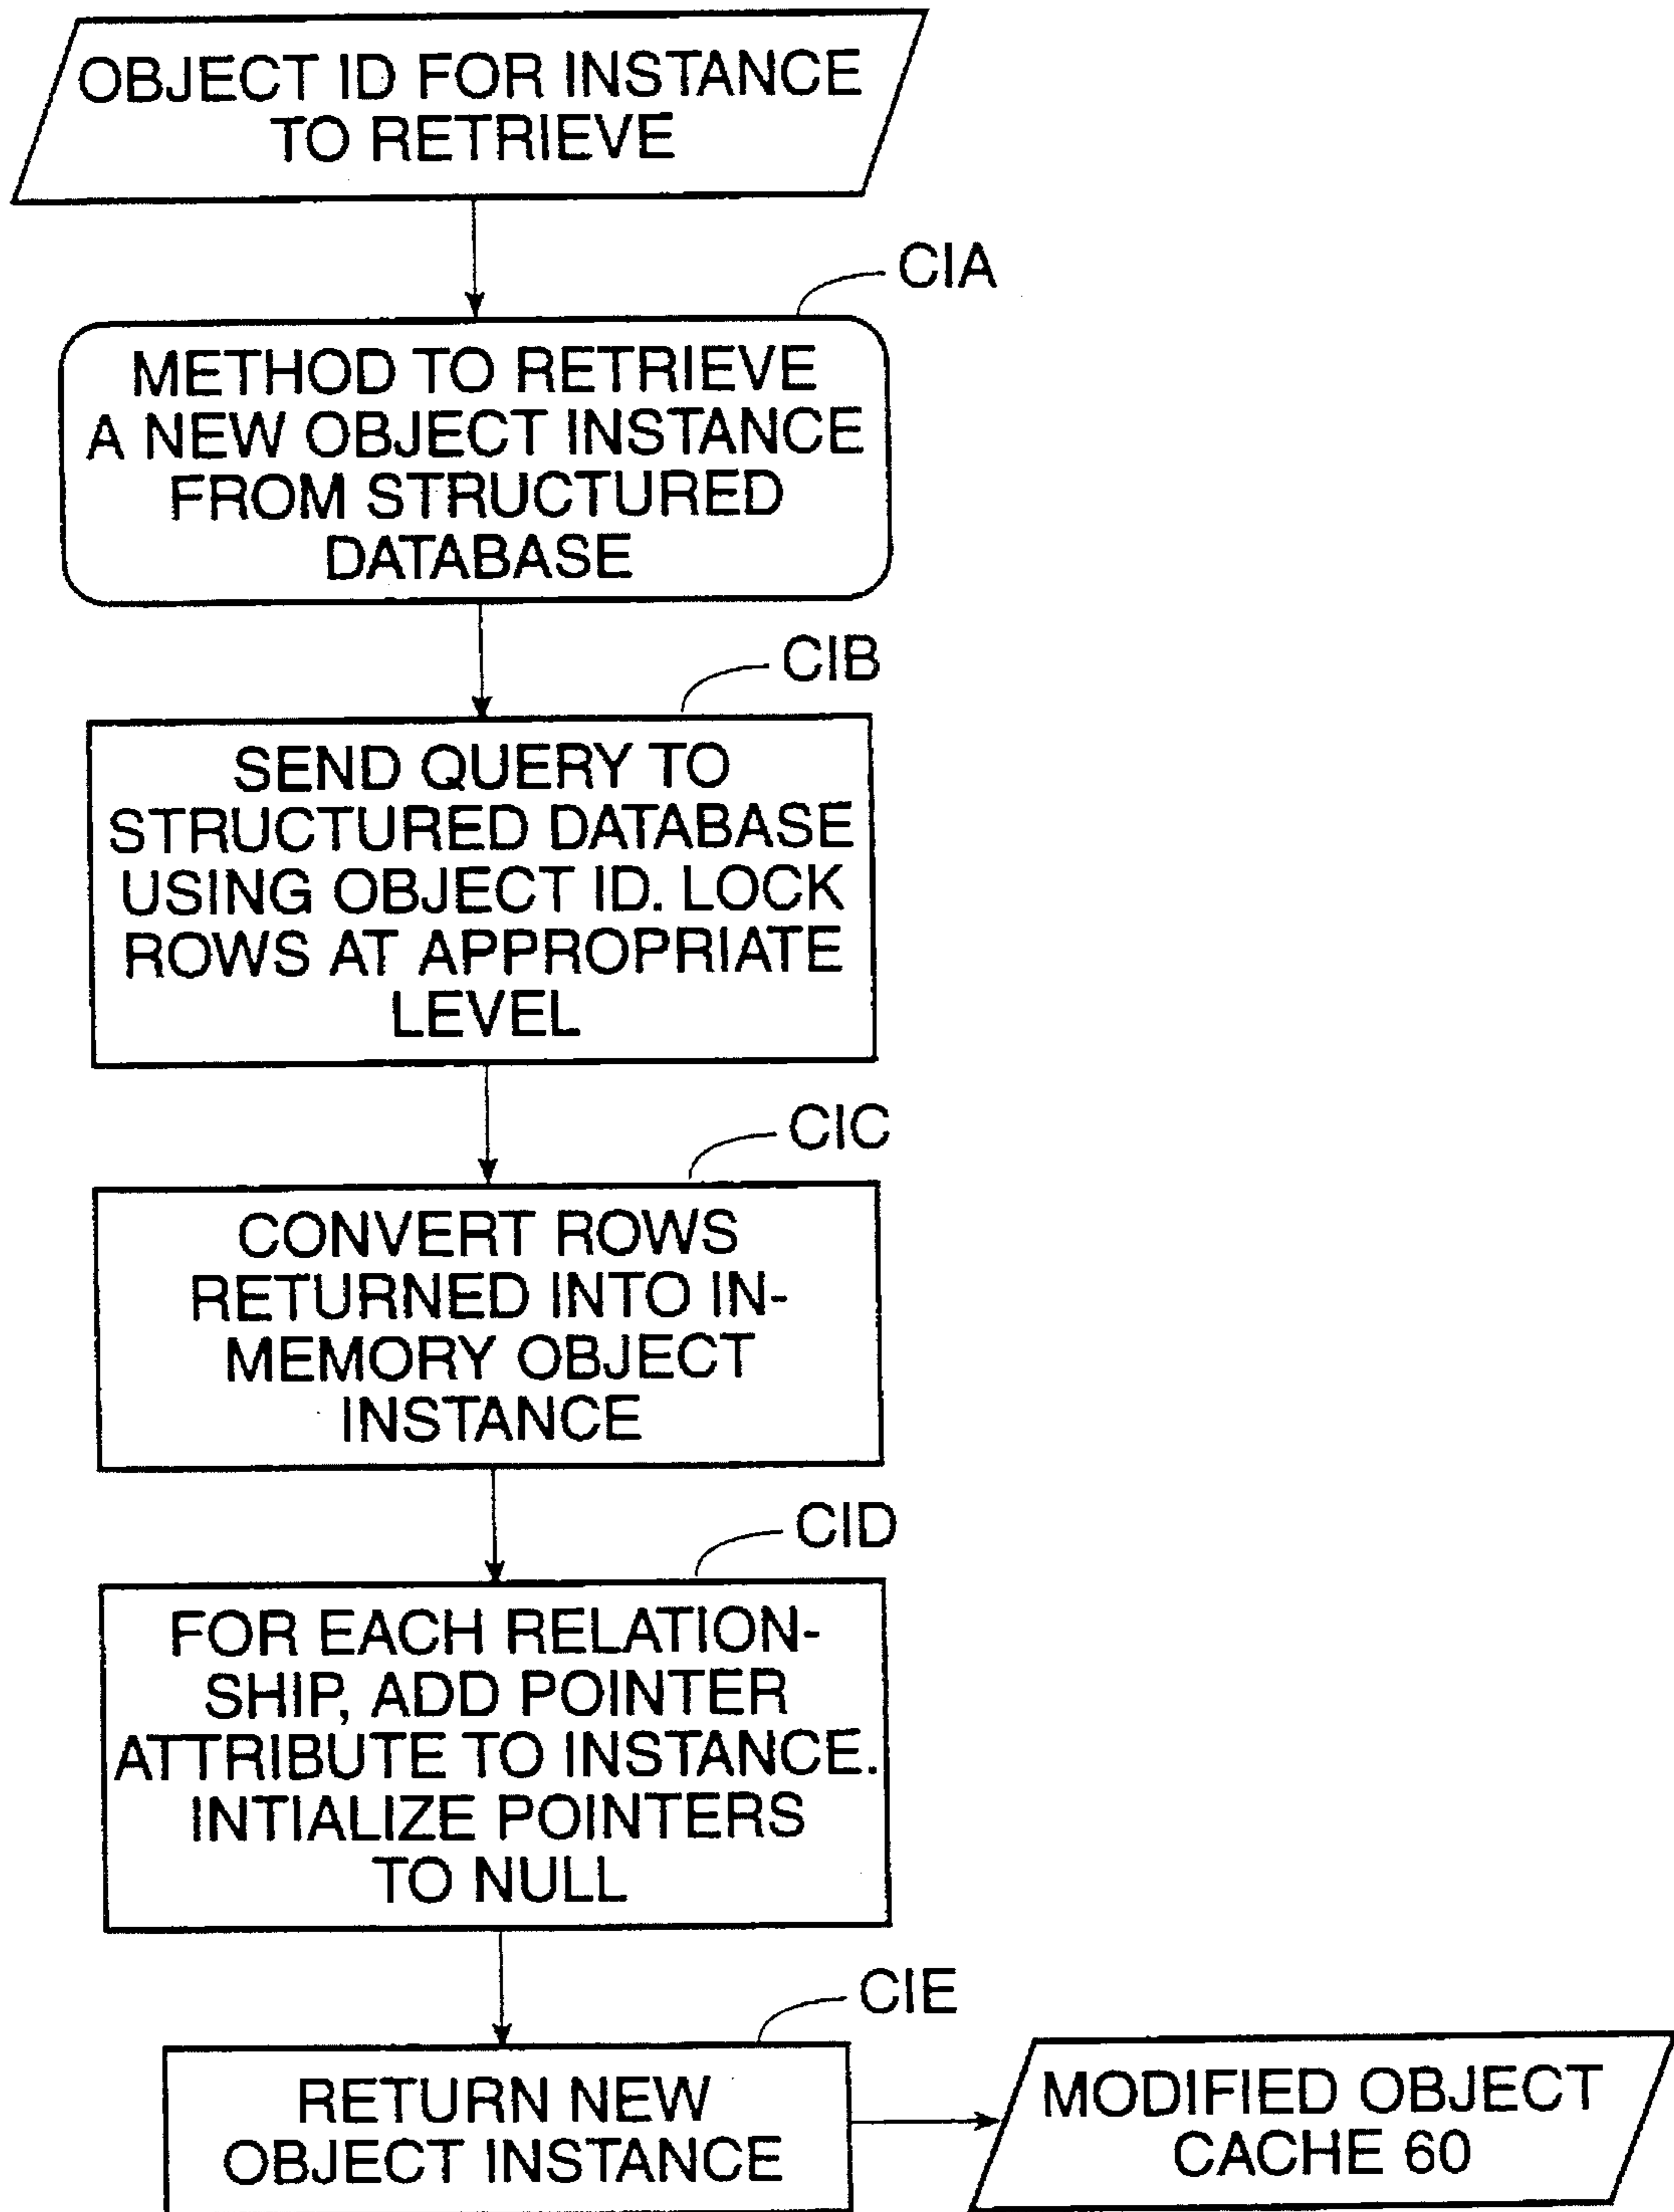 OBJECT ID FOR INSTANCE
TO RETRIEVE
CIA
METHOD TO RETRIEVE
A NEW OBJECT INSTANCE
FROM STRUCTURED
DATABASE
CIB
SEND QUERY TO
STRUCTURED DATABASE
USING OBJECT ID. LOCK
ROWS AT APPROPRIATE
LEVEL
CIC
CONVERT ROWS
RETURNED INTO IN-
MEMORY OBJECT
INSTANCE
CID
FOR EACH RELATION-
SHIP, ADD POINTER
ATTRIBUTE TO INSTANCE.
INTIALIZE POINTERS
TO NULL
CIE
RETURN NEW
OBJECT INSTANCE
MODIFIED OBJECT
CACHE 60